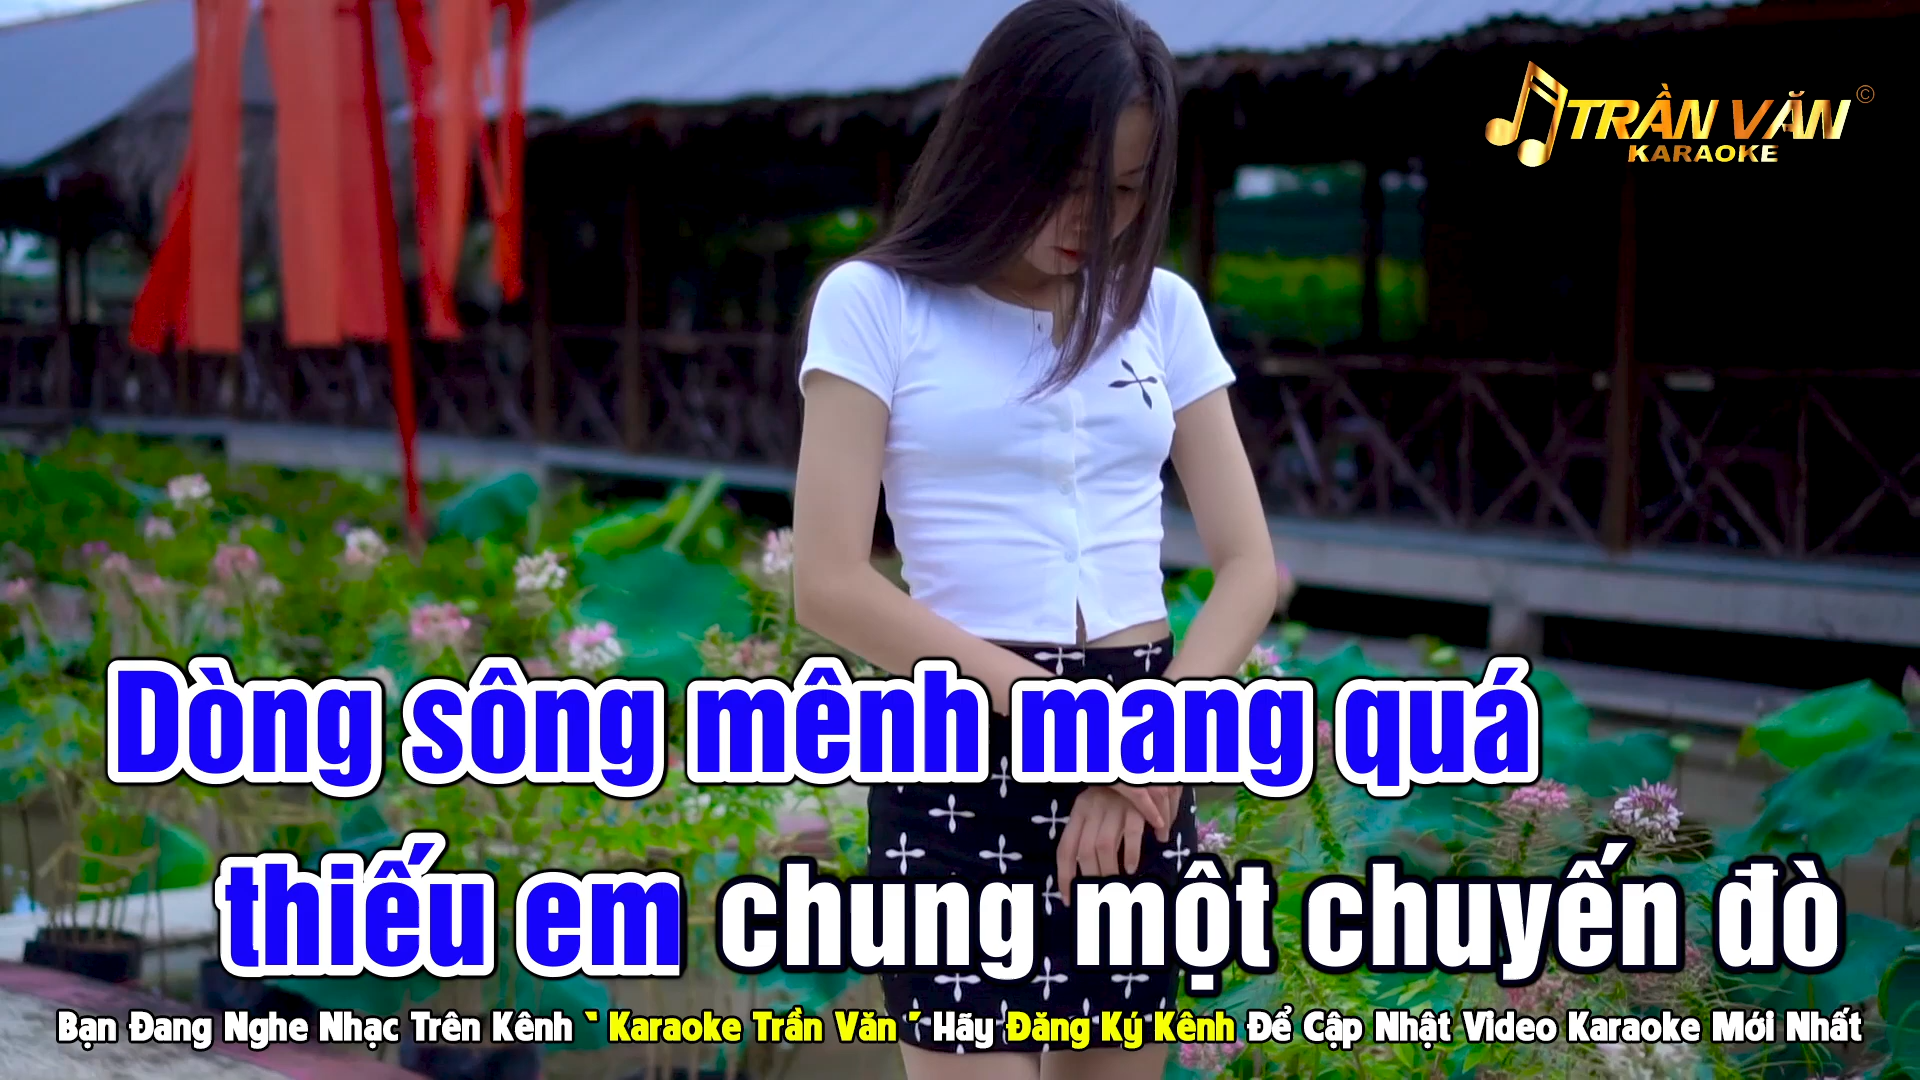 TRẦN VĂN ©
KARAOKE
Dòng sông mênh mang quá
thiếu em chung một chuyến đò
Bạn Đang Nghe Nhạc Trên Kênh ` Karaoke Trần Văn ´ Hãy Đăng Ký Kênh Để Cập Nhật Video Karaoke Mới Nhất